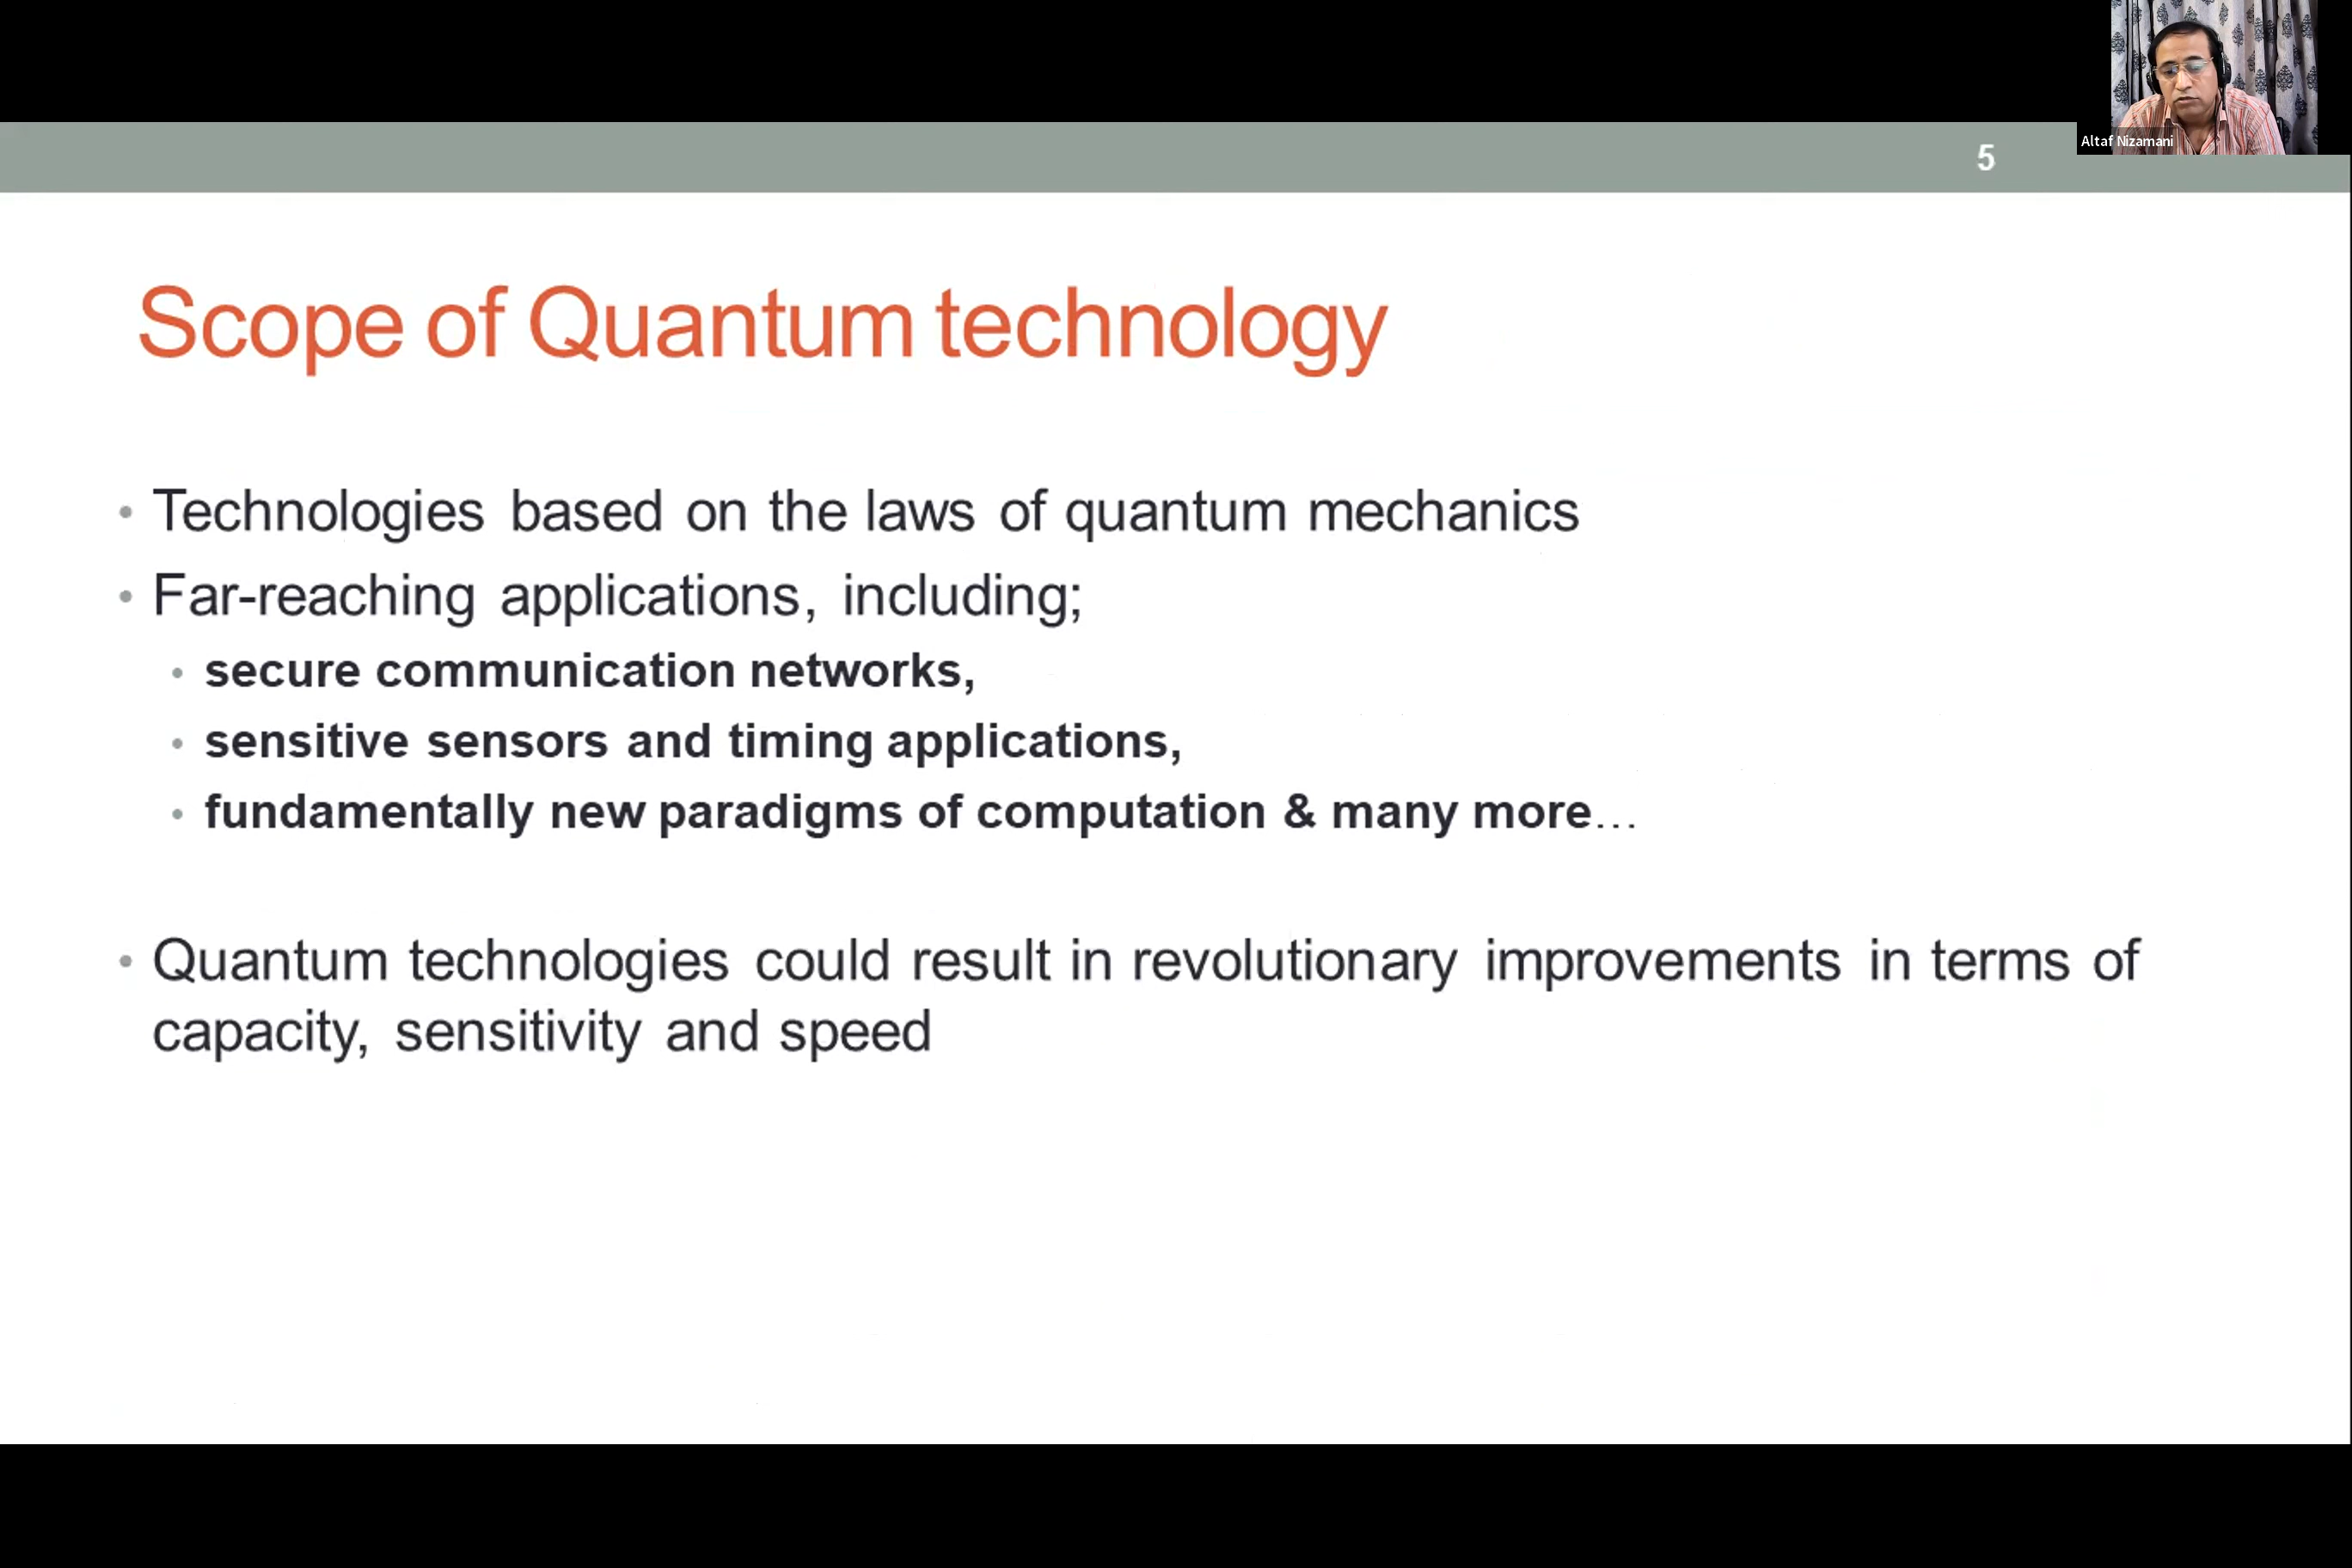 Altaf Nizamani
5
Scope of Quantum technology
• Technologies based on the laws of quantum mechanics
• Far-reaching applications, including;
• secure communication networks,
• sensitive sensors and timing applications,
• fundamentally new paradigms of computation & many more…
• Quantum technologies could result in revolutionary improvements in terms of
capacity, sensitivity and speed